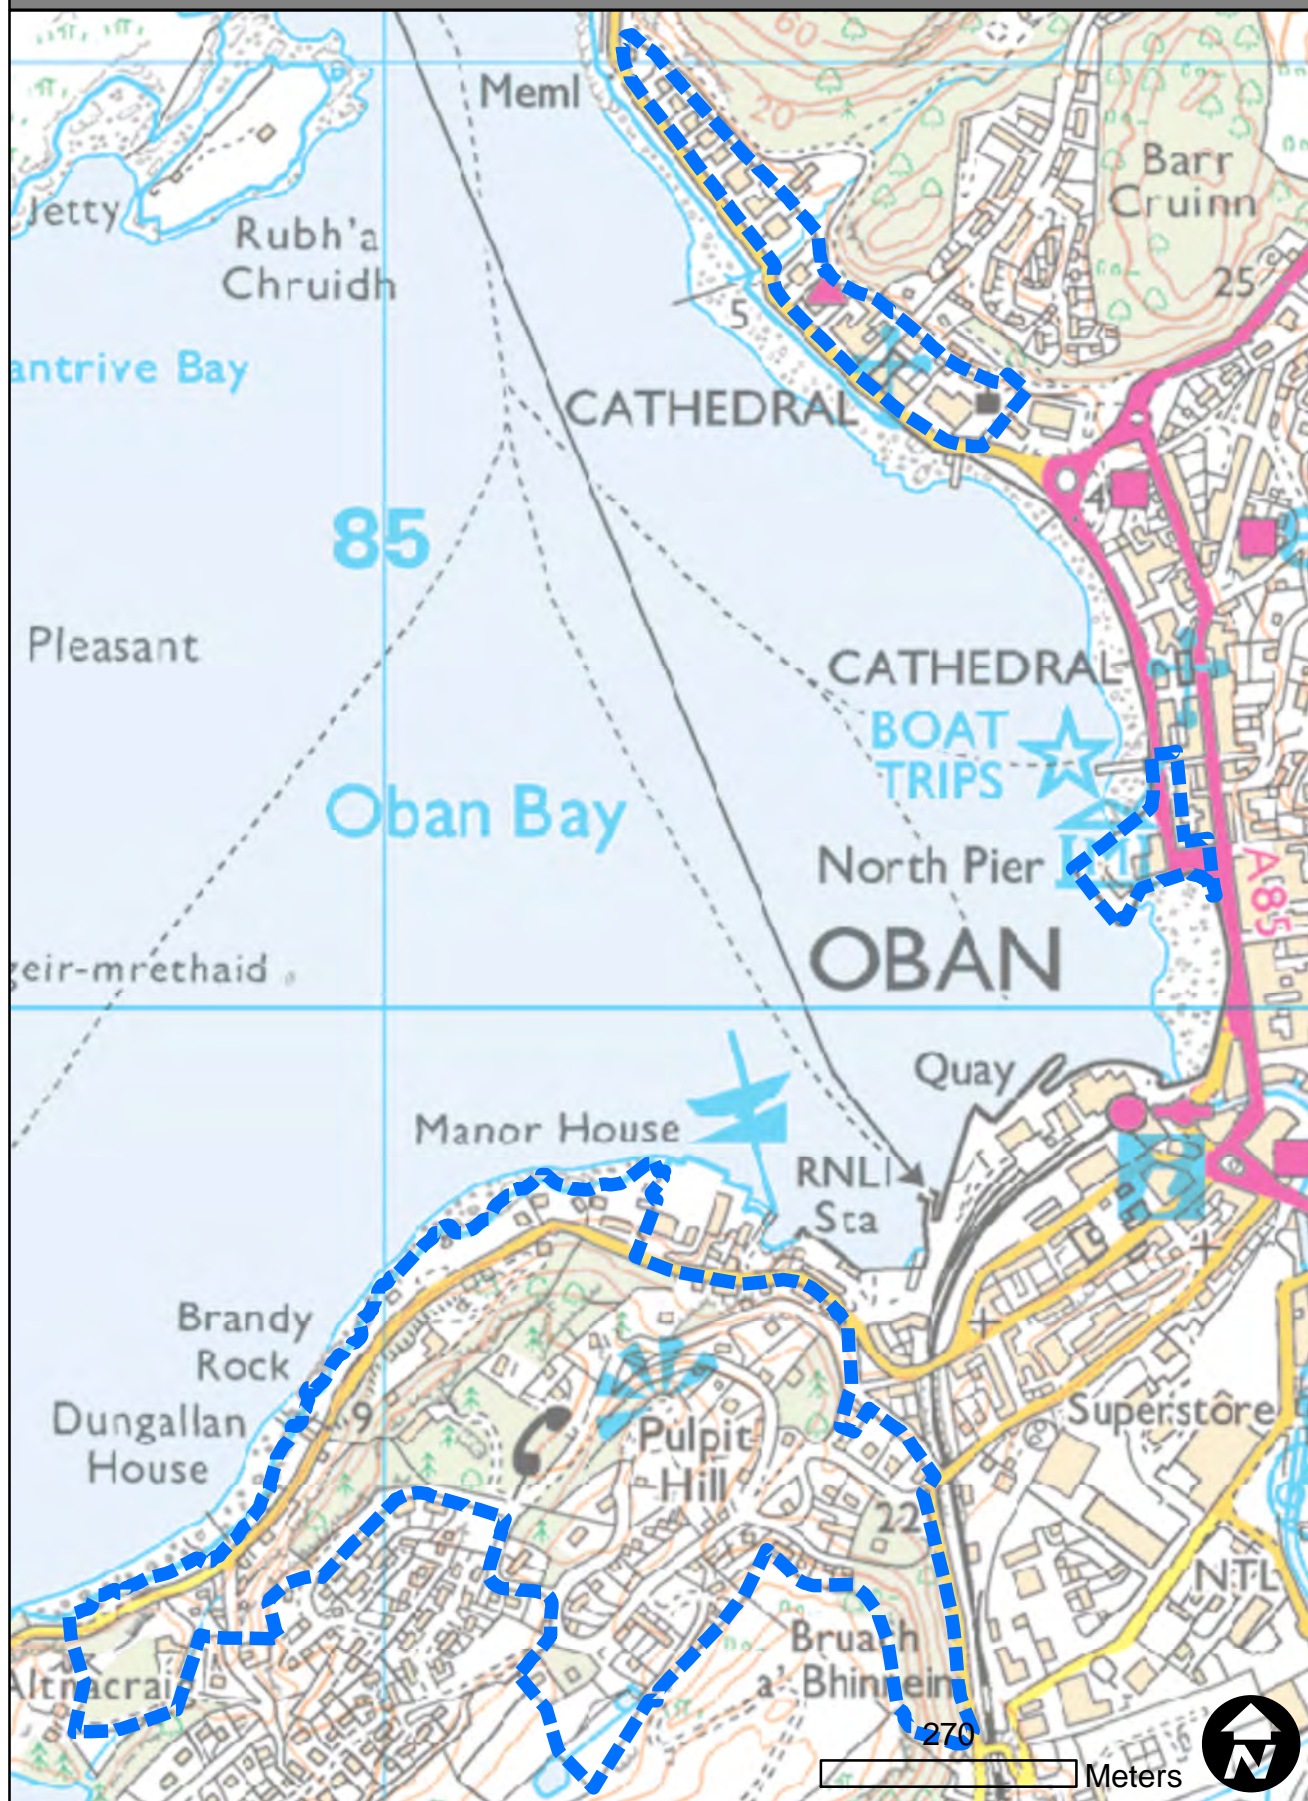 60
Meml
20
Barr
Cruinn
Jetty
Rubh'a
Chruidh
25
5
antrive Bay
CATHEDRAL
4
85
Pleasant
CATHEDRAL
BOAT
TRIPS
Oban Bay
North Pier
A85
OBAN
geir-mrethaid
Quay
Manor House
RNLI
Sta
Brandy
Rock
Dungallan
House
9
Superstore
Pulpit
Hill
22
NTL
Bruach
a' Bhinnein
Altnacraig
270
Meters
N